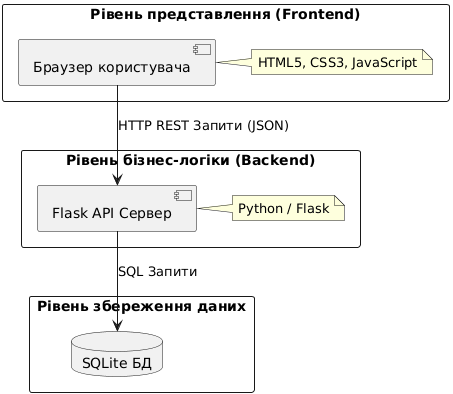 Рівень представлення (Frontend)
Браузер користувача
HTML5, CSS3, JavaScript
HTTP REST Запити (JSON)
Рівень бізнес-логіки (Backend)
Flask API Сервер
Python / Flask
SQL Запити
Рівень збереження даних
SQLite БД